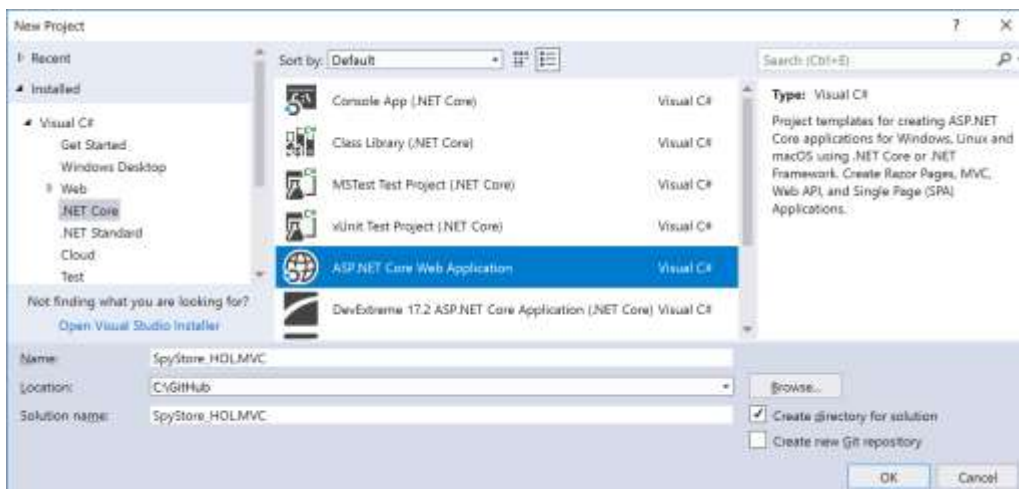 New Project
?
Recent
Installed
Visual C#
Get Started
Windows Desktop
Web
.NET Core
.NET Standard
Cloud
Test
Not finding what you are looking for?
Open Visual Studio Installer
Sort by: Default
Console App (.NET Core) Visual C#
Class Library (.NET Core) Visual C#
MSTest Test Project (.NET Core) Visual C#
xUnit Test Project (.NET Core) Visual C#
ASP.NET Core Web Application Visual C#
DevExtreme 17.2 ASP.NET Core Application (.NET Core) Visual C#
Search (Ctrl+E)
Type: Visual C#
Project templates for creating ASP.NET
Core applications for Windows, Linux and
macOS using .NET Core or .NET
Framework. Create Razor Pages, MVC,
Web API, and Single Page (SPA)
Applications.
Name: SpyStore_HOL.MVC
Location: C:\GitHub
Browse...
Solution name: SpyStore_HOL.MVC
Create directory for solution
Create new Git repository
OK Cancel